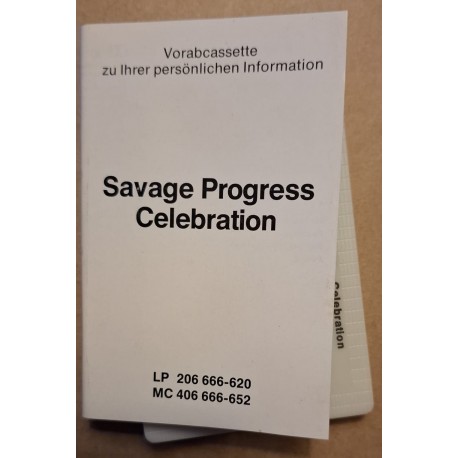 Vorabcassette
zu Ihrer persönlichen Information
Savage Progress
Celebration
LP 206 666-620
MC 406 666-652
Celebration